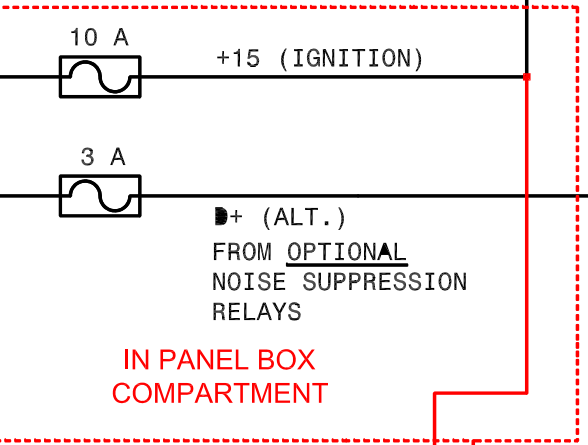 10 A
+15 (IGNITION)
3 A
D+ (ALT.)
FROM OPTIONAL
NOISE SUPPRESSION
RELAYS
IN PANEL BOX
COMPARTMENT